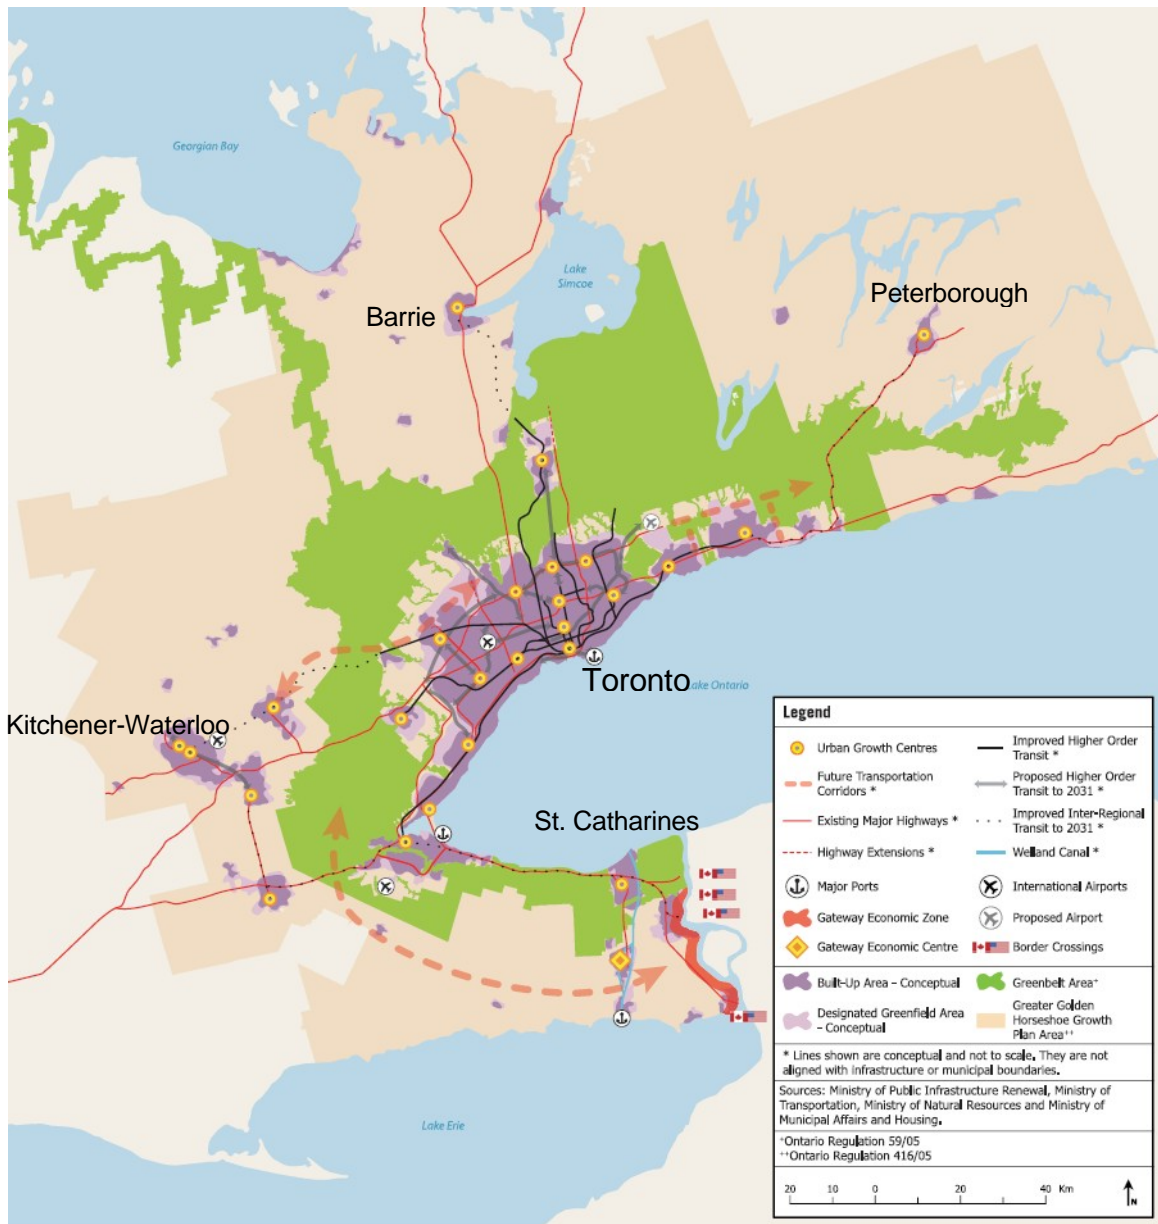 Georgian Bay
Lake
Simcoe
Peterborough
Barrie
Toronto
Lake Ontario
Kitchener-Waterloo
St. Catharines
Lake Erie
Legend
Urban Growth Centres
Future Transportation
Corridors *
Existing Major Highways *
Highway Extensions *
Major Ports
Gateway Economic Zone
Gateway Economic Centre
Improved Higher Order
Transit *
Proposed Higher Order
Transit to 2031 *
Improved Inter-Regional
Transit to 2031 *
Welland Canal *
International Airports
Proposed Airport
Border Crossings
Built-Up Area – Conceptual
Designated Greenfield Area
– Conceptual
Greenbelt Area+
Greater Golden
Horseshoe Growth
Plan Area++
* Lines shown are conceptual and not to scale. They are not
aligned with infrastructure or municipal boundaries.
Sources: Ministry of Public Infrastructure Renewal, Ministry of
Transportation, Ministry of Natural Resources and Ministry of
Municipal Affairs and Housing.
+Ontario Regulation 59/05
++Ontario Regulation 416/05
20 10 0 20 40 Km
N